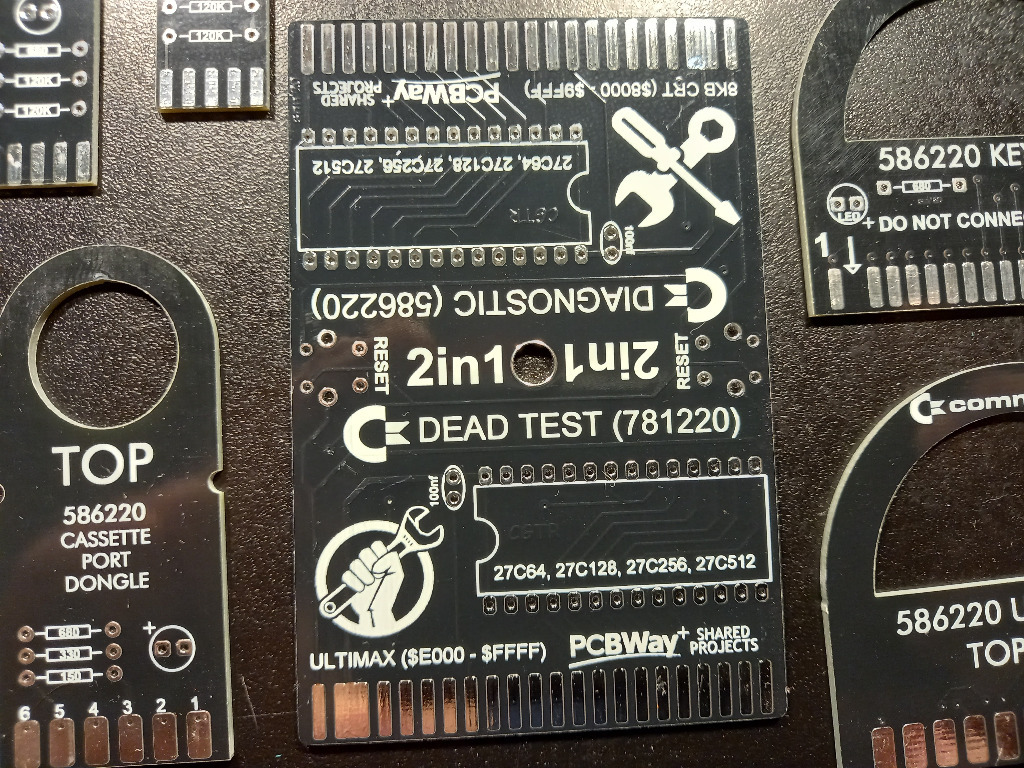 120K
120K
680
120K
120K
8KB CRT ($8000 - $9FFF)
PCBWay+ SHARED
PROJECTS
27C64, 27C128, 27C256, 27C512
CSTR
100nf
DIAGNOSTIC (586220)
RESET
2in1
2in1
RESET
DEAD TEST (781220)
100nf
CSTR
27C64, 27C128, 27C256, 27C512
ULTIMAX ($E000 - $FFFF)
PCBWay+ SHARED
PROJECTS
TOP
586220
CASSETTE
PORT
DONGLE
680
330
150
+
6 5 4 3 2 1
586220 KEY
680
LED
+ DO NOT CONNE
1
comm
586220 U
TOP